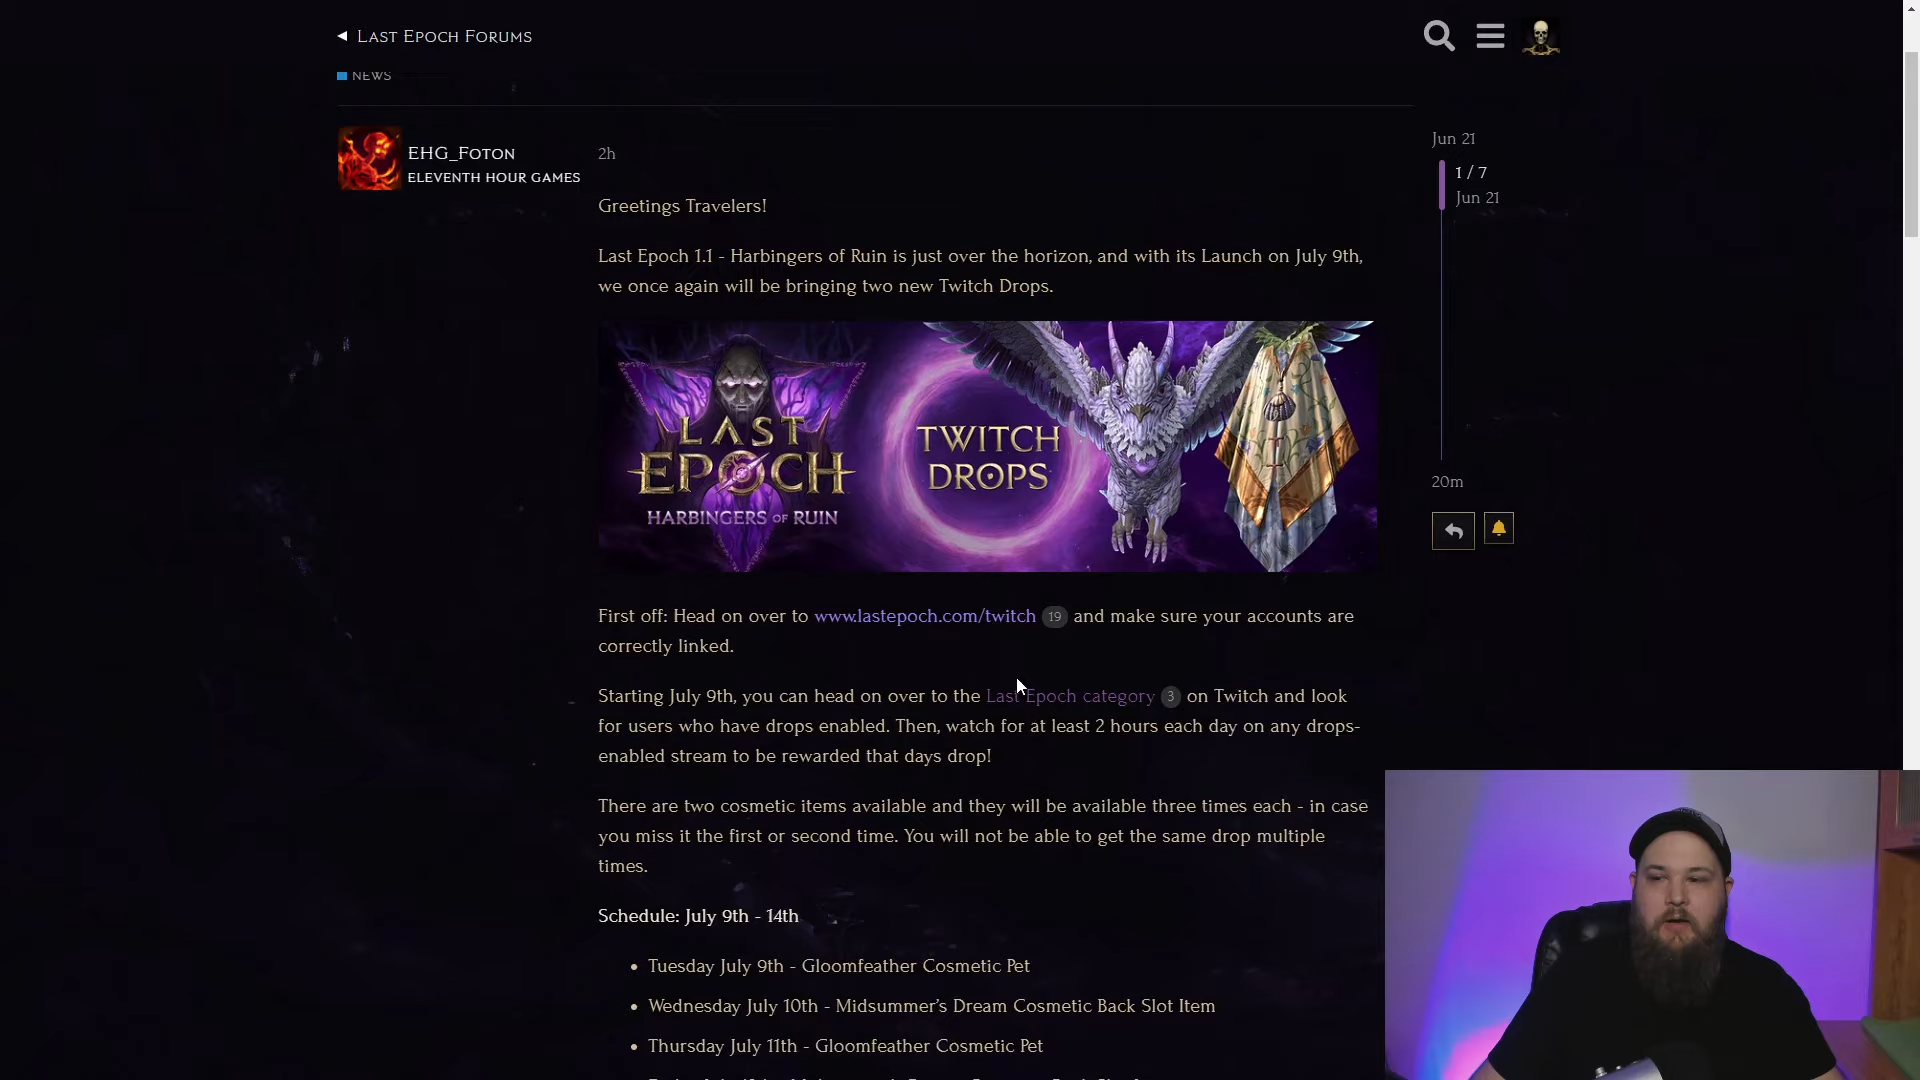 Last Epoch Forums
NEWS
EHG_Foton
ELEVENTH HOUR GAMES
2h
Jun 21
1 / 7
Jun 21
Greetings Travelers!
Last Epoch 1.1 - Harbingers of Ruin is just over the horizon, and with its Launch on July 9th,
we once again will be bringing two new Twitch Drops.
LAST
EPOCH
HARBINGERS OF RUIN
TWITCH
DROPS
20m
First off: Head on over to www.lastepoch.com/twitch 19 and make sure your accounts are
correctly linked.
Starting July 9th, you can head on over to the Last Epoch category 3 on Twitch and look
for users who have drops enabled. Then, watch for at least 2 hours each day on any drops-
enabled stream to be rewarded that days drop!
There are two cosmetic items available and they will be available three times each - in case
you miss it the first or second time. You will not be able to get the same drop multiple
times.
Schedule: July 9th - 14th
• Tuesday July 9th - Gloomfeather Cosmetic Pet
• Wednesday July 10th - Midsummer's Dream Cosmetic Back Slot Item
• Thursday July 11th - Gloomfeather Cosmetic Pet